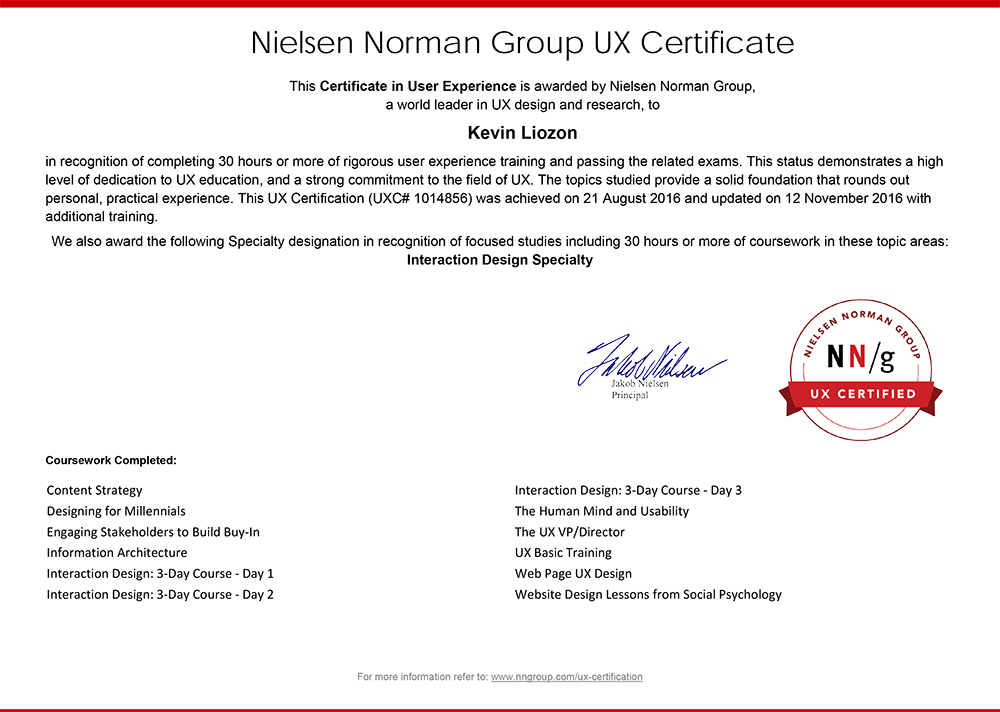 Nielsen Norman Group UX Certificate
This Certificate in User Experience is awarded by Nielsen Norman Group,
a world leader in UX design and research, to
Kevin Liozon
in recognition of completing 30 hours or more of rigorous user experience training and passing the related exams. This status demonstrates a high
level of dedication to UX education, and a strong commitment to the field of UX. The topics studied provide a solid foundation that rounds out
personal, practical experience. This UX Certification (UXC# 1014856) was achieved on 21 August 2016 and updated on 12 November 2016 with
additional training.
We also award the following Specialty designation in recognition of focused studies including 30 hours or more of coursework in these topic areas:
Interaction Design Specialty
Jakob Nielsen
Jakob Nielsen
Principal
NIELSEN NORMAN GROUP
NN/g
UX CERTIFIED
Coursework Completed:
Content Strategy
Designing for Millennials
Engaging Stakeholders to Build Buy-In
Information Architecture
Interaction Design: 3-Day Course - Day 1
Interaction Design: 3-Day Course - Day 2
Interaction Design: 3-Day Course - Day 3
The Human Mind and Usability
The UX VP/Director
UX Basic Training
Web Page UX Design
Website Design Lessons from Social Psychology
For more information refer to: www.nngroup.com/ux-certification